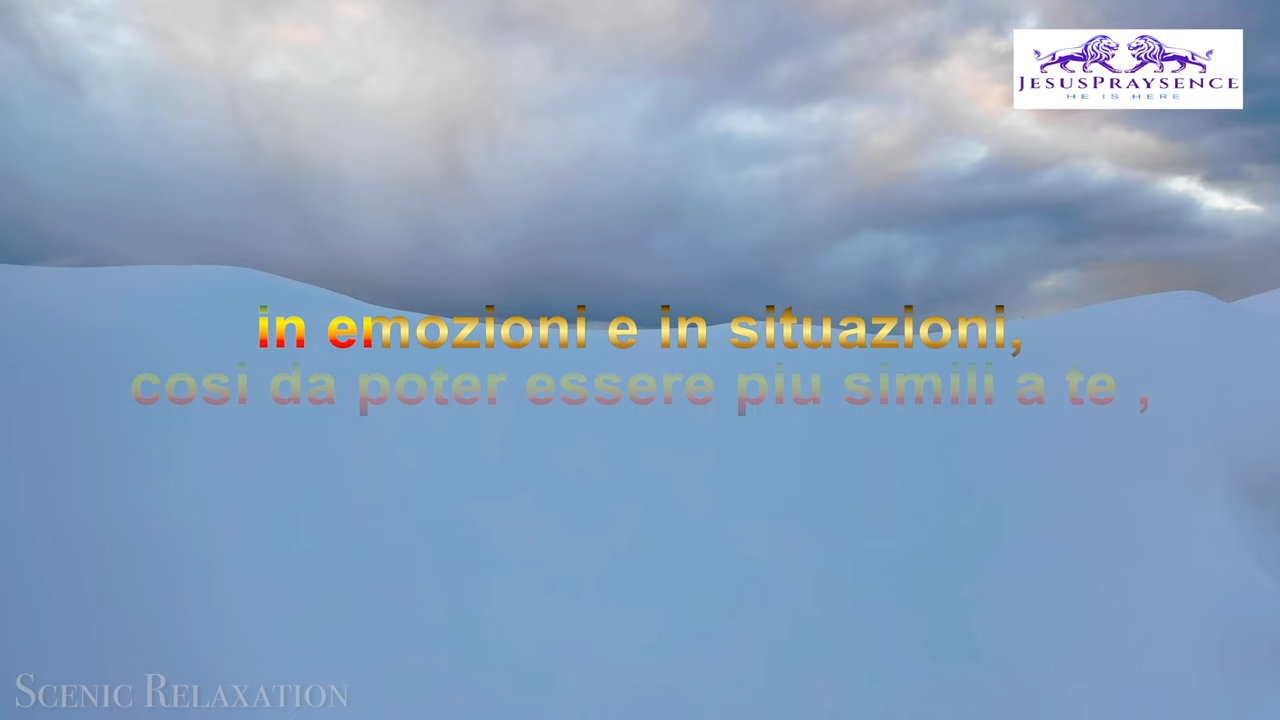 JESUSPRAYSENCE
HE IS HERE
in emozioni e in situazioni,
cosi da poter essere piu simili a te ,
SCENIC RELAXATION